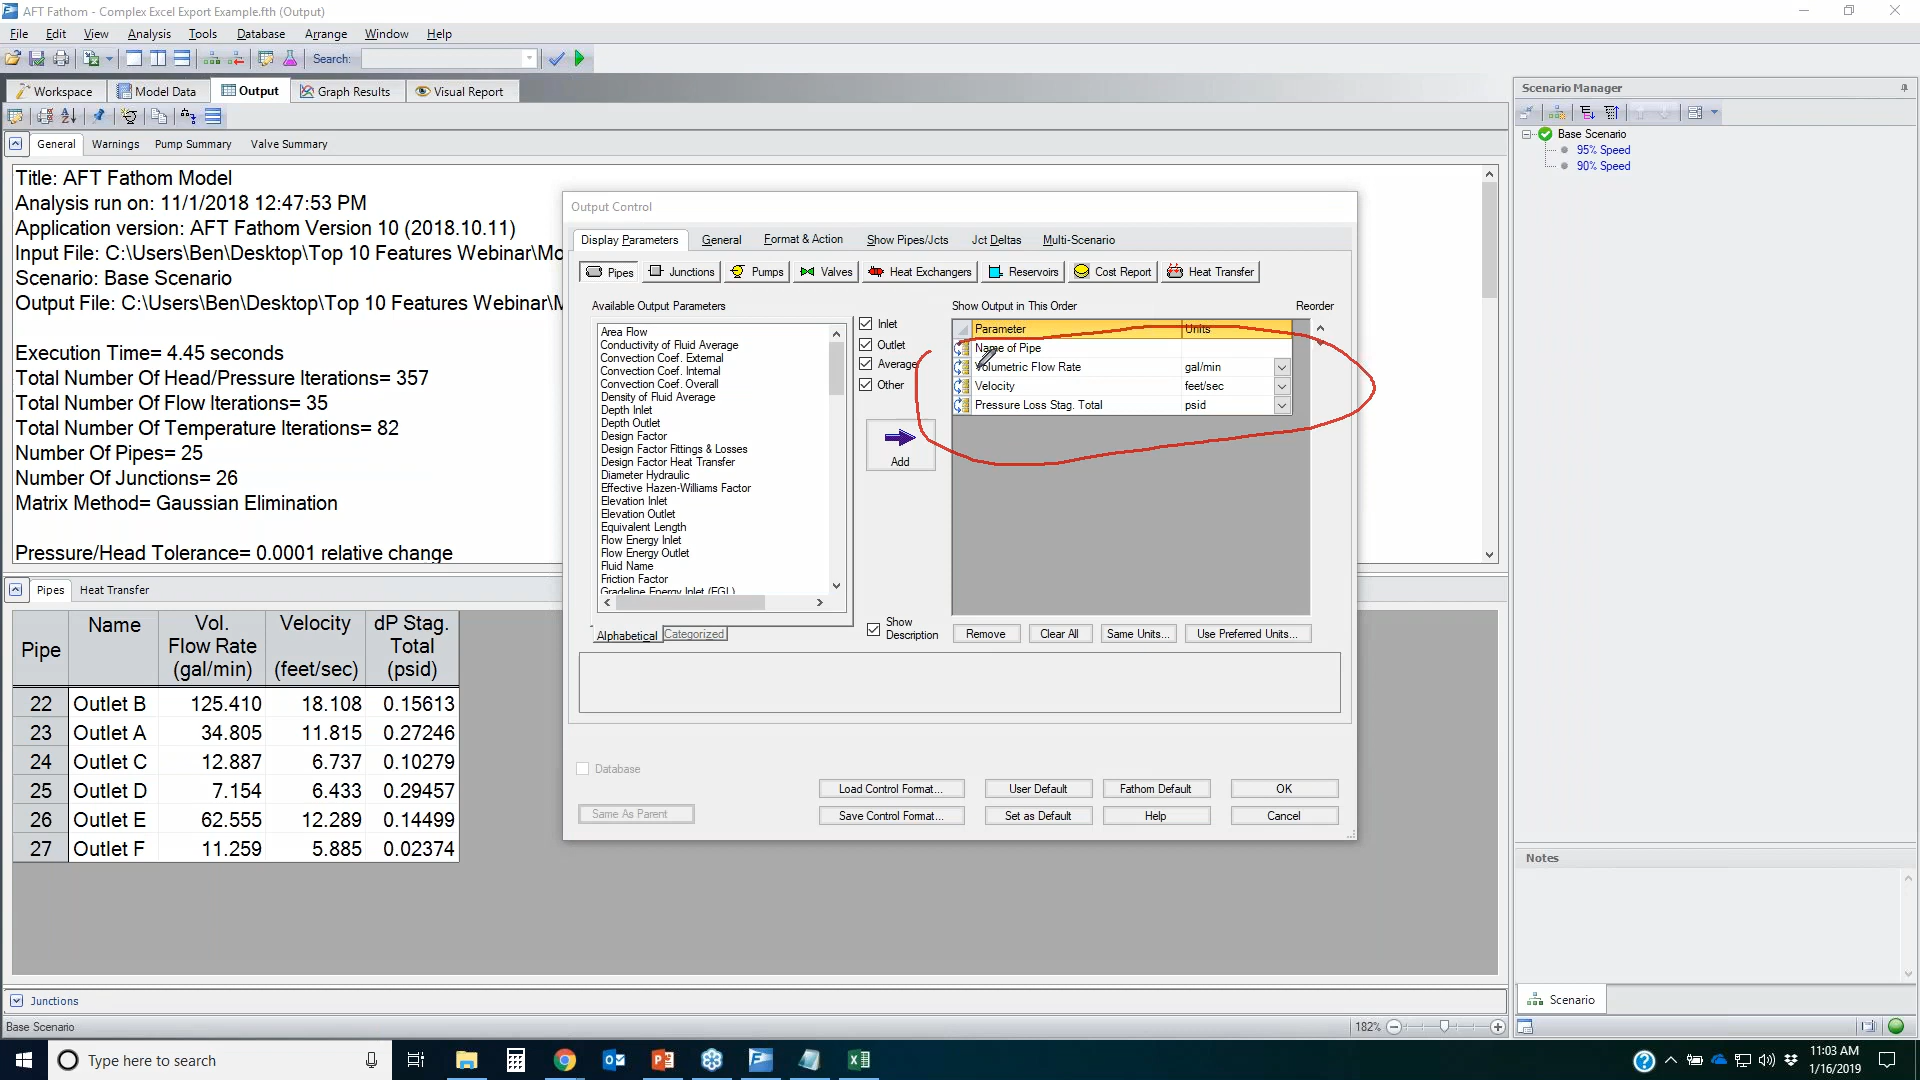 AFT Fathom - Complex Excel Export Example.fth (Output)
File Edit View Analysis Tools Database Arrange Window Help
Search:
Workspace Model Data Output Graph Results Visual Report
General Warnings Pump Summary Valve Summary
Title: AFT Fathom Model
Analysis run on: 11/1/2018 12:47:53 PM
Application version: AFT Fathom Version 10 (2018.10.11)
Input File: C:\Users\Ben\Desktop\Top 10 Features Webinar\Mo
Scenario: Base Scenario
Output File: C:\Users\Ben\Desktop\Top 10 Features Webinar\M
Execution Time= 4.45 seconds
Total Number Of Head/Pressure Iterations= 357
Total Number Of Flow Iterations= 35
Total Number Of Temperature Iterations= 82
Number Of Pipes= 25
Number Of Junctions= 26
Matrix Method= Gaussian Elimination
Pressure/Head Tolerance= 0.0001 relative change
Pipes Heat Transfer
Pipe Name Vol. Flow Rate (gal/min) Velocity (feet/sec) dP Stag. Total (psid)
22 Outlet B 125.410 18.108 0.15613
23 Outlet A 34.805 11.815 0.27246
24 Outlet C 12.887 6.737 0.10279
25 Outlet D 7.154 6.433 0.29457
26 Outlet E 62.555 12.289 0.14499
27 Outlet F 11.259 5.885 0.02374
Junctions
Base Scenario
182%
Output Control
Display Parameters General Format & Action Show Pipes/Jcts Jct Deltas Multi-Scenario
Pipes Junctions Pumps Valves Heat Exchangers Reservoirs Cost Report Heat Transfer
Available Output Parameters
Area Flow
Conductivity of Fluid Average
Convection Coef. External
Convection Coef. Internal
Convection Coef. Overall
Density of Fluid Average
Depth Inlet
Depth Outlet
Design Factor
Design Factor Fittings & Losses
Design Factor Heat Transfer
Diameter Hydraulic
Effective Hazen-Williams Factor
Elevation Inlet
Elevation Outlet
Equivalent Length
Flow Energy Inlet
Flow Energy Outlet
Fluid Name
Friction Factor
Gradeline Energy Inlet (EGL)
Alphabetical Categorized
Inlet
Outlet
Average
Other
Add
Show Description
Show Output in This Order
Reorder
Parameter Units
Name of Pipe
Volumetric Flow Rate gal/min
Velocity feet/sec
Pressure Loss Stag. Total psid
Remove Clear All Same Units... Use Preferred Units...
Database
Same As Parent
Load Control Format... User Default Fathom Default OK
Save Control Format... Set as Default Help Cancel
Scenario Manager
Base Scenario
95% Speed
90% Speed
Notes
Scenario
Type here to search
11:03 AM
1/16/2019